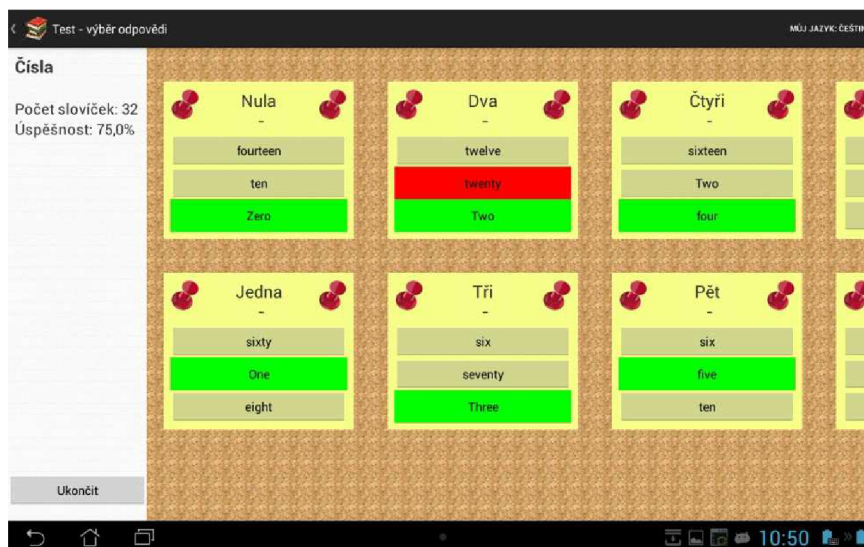 Test - výběr odpovědi
MŮJ JAZYK: ČEŠTIN
Čísla
Počet slovíček: 32
Úspěšnost: 75,0%
Nula
-
fourteen
ten
Zero
Dva
-
twelve
twenty
Two
Čtyři
-
sixteen
Two
four
Jedna
-
sixty
One
eight
Tři
-
six
seventy
Three
Pět
-
six
five
ten
Ukončit
10:50